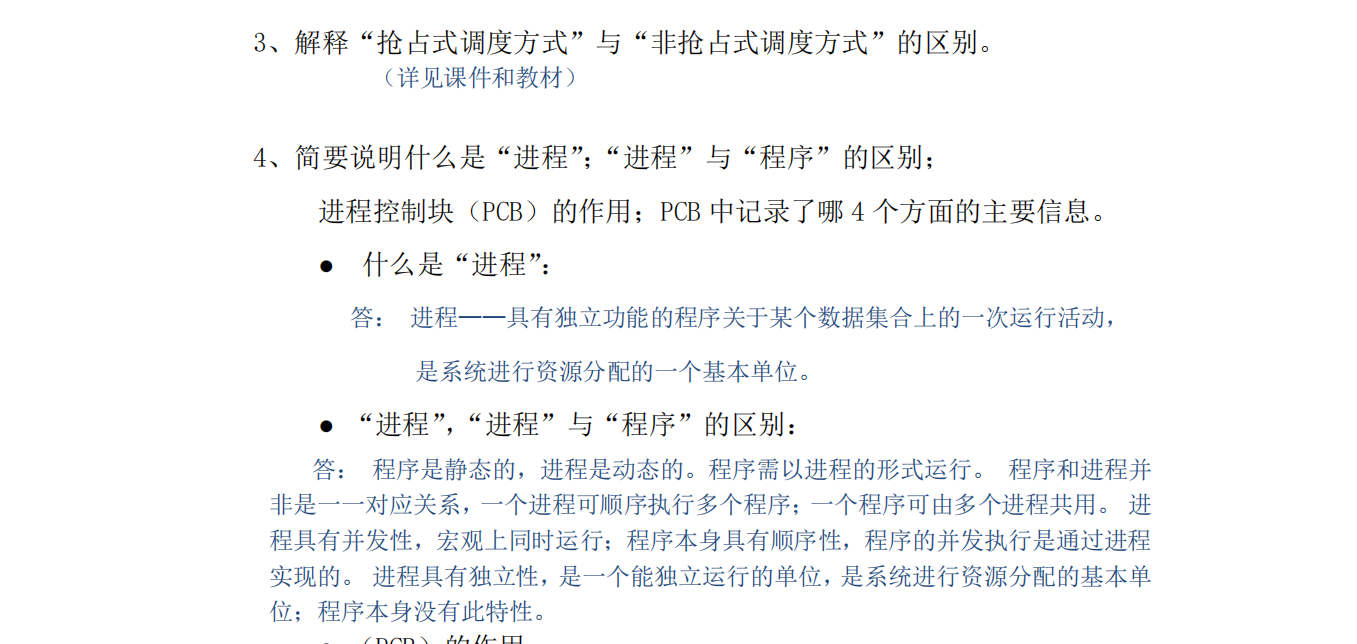 3、解释“抢占式调度方式”与“非抢占式调度方式”的区别。
（详见课件和教材）
4、简要说明什么是“进程”；“进程”与“程序”的区别；
进程控制块（PCB）的作用；PCB 中记录了哪 4 个方面的主要信息。
● 什么是“进程”：
答： 进程——具有独立功能的程序关于某个数据集合上的一次运行活动，
是系统进行资源分配的一个基本单位。
● “进程”，“进程”与“程序”的区别：
答： 程序是静态的，进程是动态的。程序需以进程的形式运行。 程序和进程并
非是一一对应关系，一个进程可顺序执行多个程序；一个程序可由多个进程共用。 进
程具有并发性，宏观上同时运行；程序本身具有顺序性，程序的并发执行是通过进程
实现的。 进程具有独立性，是一个能独立运行的单位，是系统进行资源分配的基本单
位；程序本身没有此特性。
● （PCB）的作用